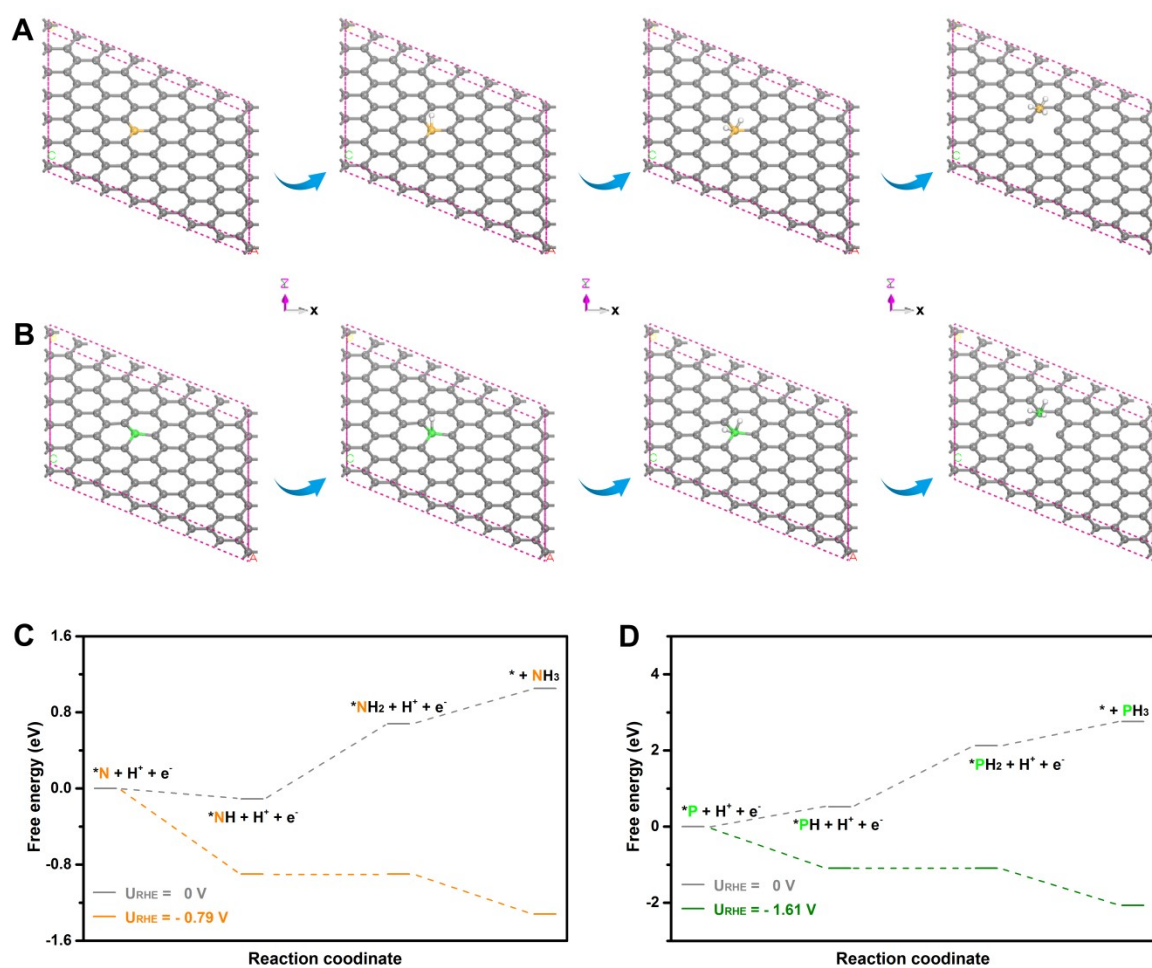 A
C
C
C
C
A
A
A
Z
x
Z
x
Z
x
B
C
C
C
C
A
A
A
C
1.6
0.8
0.0
-0.8
-1.6
Free energy (eV)
*N + H⁺ + e⁻
*NH + H⁺ + e⁻
*NH₂ + H⁺ + e⁻
* + NH₃
URHE = 0 V
URHE = - 0.79 V
Reaction coodinate
D
4
2
0
-2
Free energy (eV)
*P + H⁺ + e⁻
*PH + H⁺ + e⁻
*PH₂ + H⁺ + e⁻
* + PH₃
URHE = 0 V
URHE = - 1.61 V
Reaction coodinate